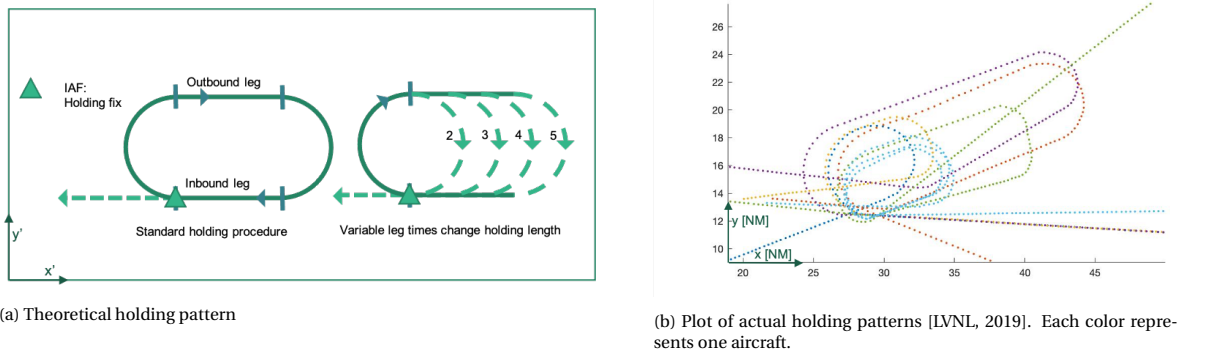 IAF:
Holding fix
Outbound leg
Inbound leg
Standard holding procedure
2
3
4
5
Variable leg times change holding length
y'
x'
(a) Theoretical holding pattern
26
24
22
20
18
16
14
12
10
y [NM]
x [NM]
20
25
30
35
40
45
(b) Plot of actual holding patterns [LVNL, 2019]. Each color repre-
sents one aircraft.